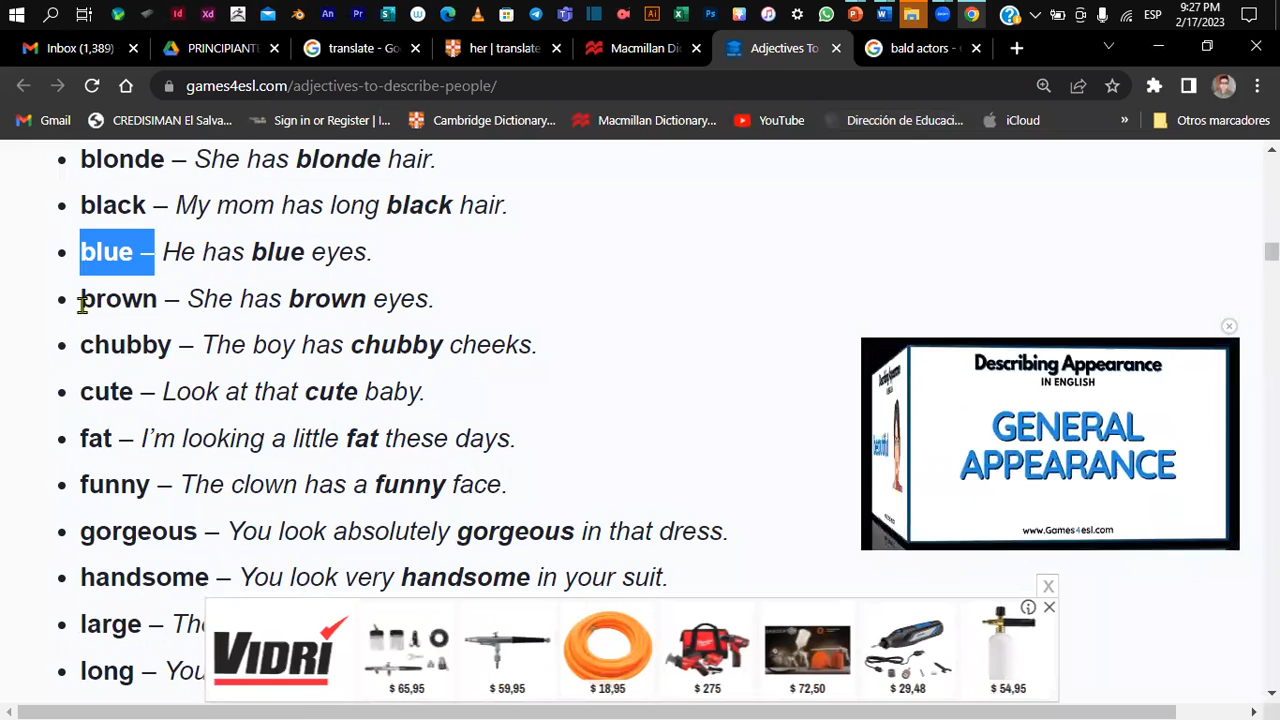 9:27 PM
ESP
2/17/2023
Inbox (1,389)
PRINCIPIANTE
translate - Go
her | translate
Macmillan Dic
Adjectives To
bald actors -
games4esl.com/adjectives-to-describe-people/
Gmail
CREDISIMAN El Salva...
Sign in or Register | I...
Cambridge Dictionary...
Macmillan Dictionary...
YouTube
Dirección de Educaci...
iCloud
»
Otros marcadores
• blonde – She has blonde hair.
• black – My mom has long black hair.
• blue – He has blue eyes.
• brown – She has brown eyes.
• chubby – The boy has chubby cheeks.
• cute – Look at that cute baby.
• fat – I’m looking a little fat these days.
• funny – The clown has a funny face.
• gorgeous – You look absolutely gorgeous in that dress.
• handsome – You look very handsome in your suit.
• large – The
• long – You
Describing Appearance
IN ENGLISH
GENERAL
APPEARANCE
www.Games4esl.com
VIDRI
$ 65,95
$ 59,95
$ 18,95
$ 275
$ 72,50
$ 29,48
$ 54,95